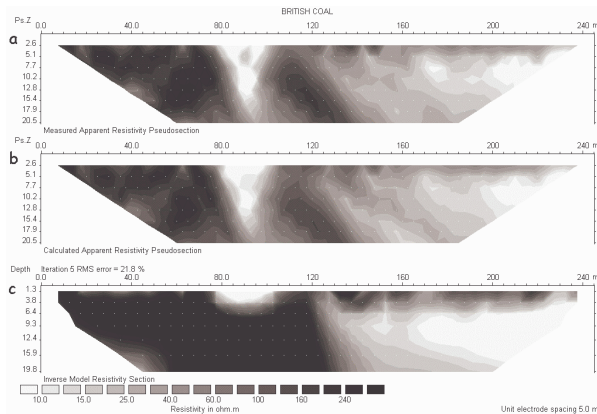 BRITISH COAL
Ps.Z 0.0 40.0 80.0 120 160 200 240 m
a
2.6
5.1
7.7
10.2
12.8
15.4
17.9
20.5
Measured Apparent Resistivity Pseudosection
Ps.Z 0.0 40.0 80.0 120 160 200 240 m
b
2.6
5.1
7.7
10.2
12.8
15.4
17.9
20.5
Calculated Apparent Resistivity Pseudosection
Depth Iteration 5 RMS error = 21.8 %
0.0 40.0 80.0 120 160 200 240 m
c
1.3
3.8
6.4
9.3
12.4
15.9
19.8
Inverse Model Resistivity Section
10.0 15.0 25.0 40.0 60.0 100 160 240
Resistivity in ohm.m
Unit electrode spacing 5.0 m